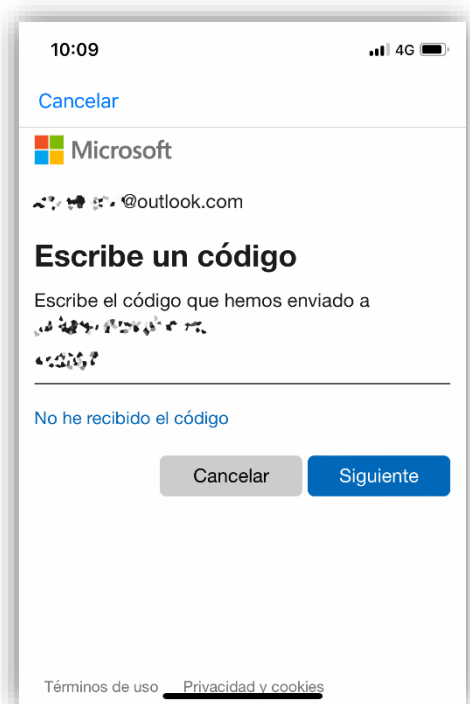 10:09 4G
Cancelar
Microsoft
@outlook.com
Escribe un código
Escribe el código que hemos enviado a
No he recibido el código
Cancelar Siguiente
Términos de uso Privacidad y cookies